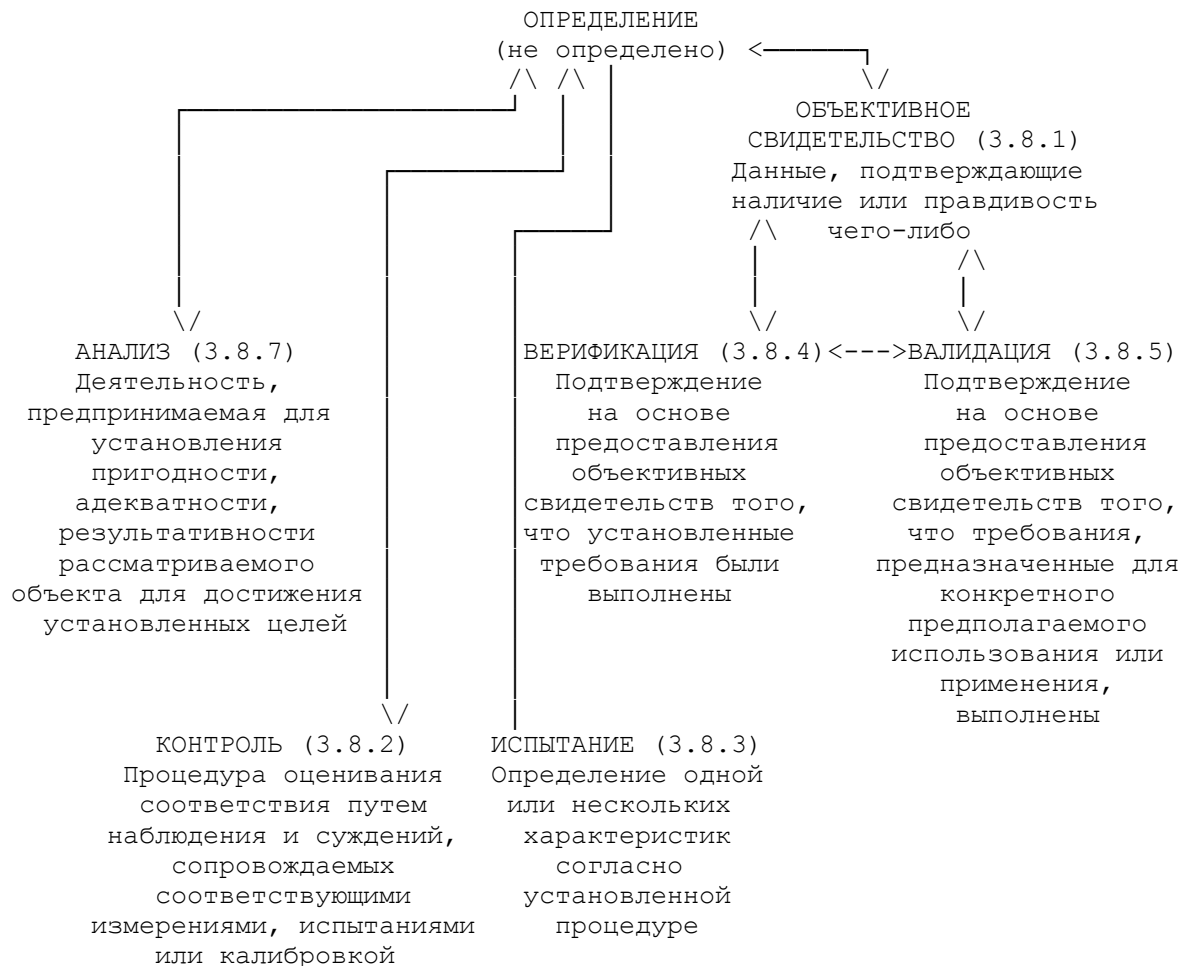 ОПРЕДЕЛЕНИЕ
(не определено)
ОБЪЕКТИВНОЕ
СВИДЕТЕЛЬСТВО (3.8.1)
Данные, подтверждающие
наличие или правдивость
чего-либо
АНАЛИЗ (3.8.7)
Деятельность,
предпринимаемая для
установления
пригодности,
адекватности,
результативности
рассматриваемого
объекта для достижения
установленных целей
ВЕРИФИКАЦИЯ (3.8.4)<--->ВАЛИДАЦИЯ (3.8.5)
Подтверждение
на основе
предоставления
объективных
свидетельств того,
что установленные
требования были
выполнены
Подтверждение
на основе
предоставления
объективных
свидетельств того,
что требования,
предназначенные для
конкретного
предполагаемого
использования или
применения,
выполнены
КОНТРОЛЬ (3.8.2)
Процедура оценивания
соответствия путем
наблюдения и суждений,
сопровождаемых
соответствующими
измерениями, испытаниями
или калибровкой
ИСПЫТАНИЕ (3.8.3)
Определение одной
или нескольких
характеристик
согласно
установленной
процедуре